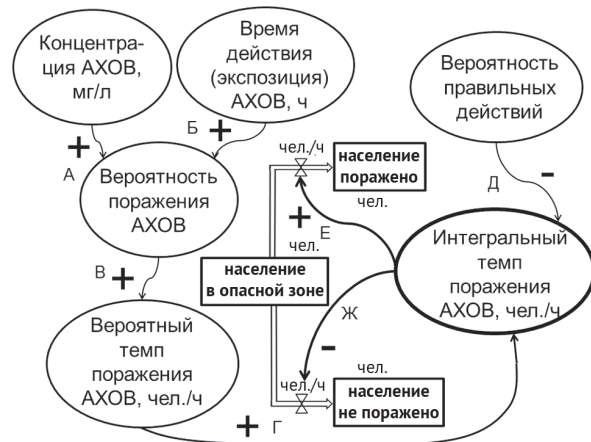 Концентра-
ция АХОВ,
мг/л
Время
действия
(экспозиция)
АХОВ, ч
Вероятность
правильных
действий
+
А
Б
+
чел./ч
население
поражено
чел.
-
Д
Вероятность
поражения
АХОВ
+
Е
чел.
Интегральный
темп
поражения
АХОВ, чел./ч
В
+
население
в опасной зоне
Ж
-
Вероятный
темп
поражения
АХОВ, чел./ч
чел.
чел./ч
население
не поражено
+
Г